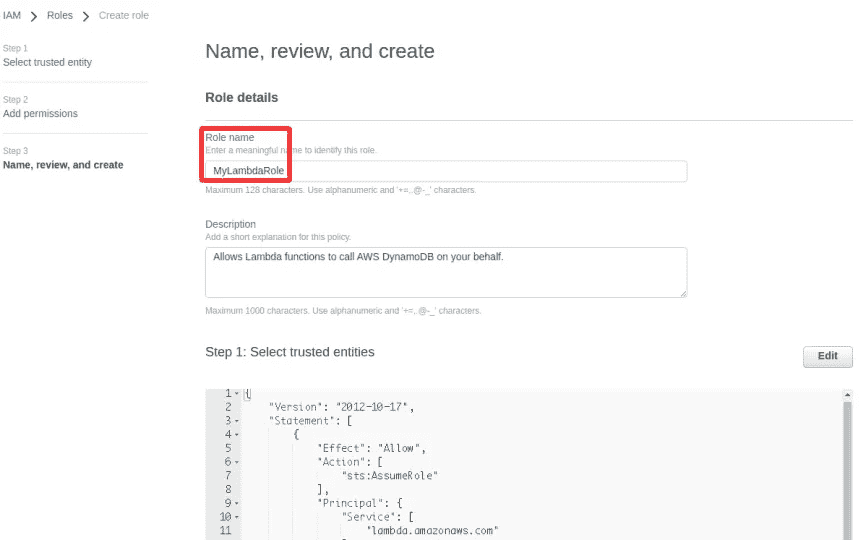 IAM > Roles > Create role
Step 1
Select trusted entity
Step 2
Add permissions
Step 3
Name, review, and create
Name, review, and create
Role details
Role name
Enter a meaningful name to identify this role.
MyLambdaRole
Maximum 128 characters. Use alphanumeric and '+=,.@-_' characters.
Description
Add a short explanation for this policy.
Allows Lambda functions to call AWS DynamoDB on your behalf.
Maximum 1000 characters. Use alphanumeric and '+=,.@-_' characters.
Step 1: Select trusted entities
Edit
1 {
2 "Version": "2012-10-17",
3 "Statement": [
4 {
5 "Effect": "Allow",
6 "Action": [
7 "sts:AssumeRole"
8 ],
9 "Principal": {
10 "Service": [
11 "lambda.amazonaws.com"